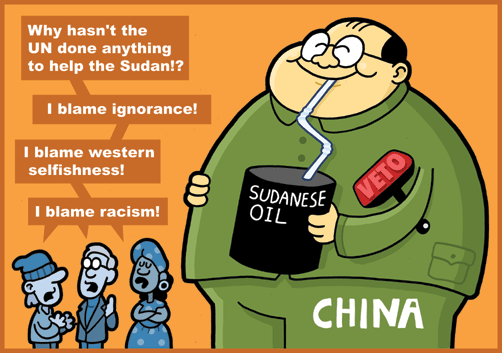 Why hasn't the
UN done anything
to help the Sudan!?
I blame ignorance!
I blame western
selfishness!
I blame racism!
VETO
SUDANESE
OIL
CHINA